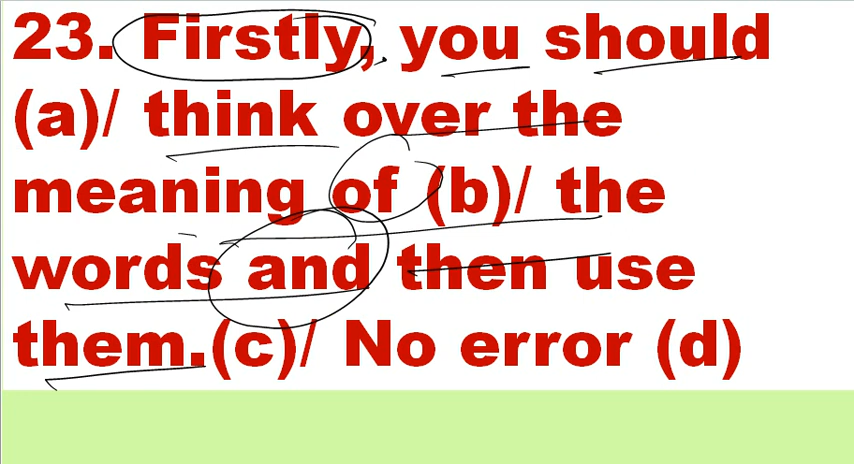 23. Firstly, you should
(a)/ think over the
meaning of (b)/ the
words and then use
them.(c)/ No error (d)